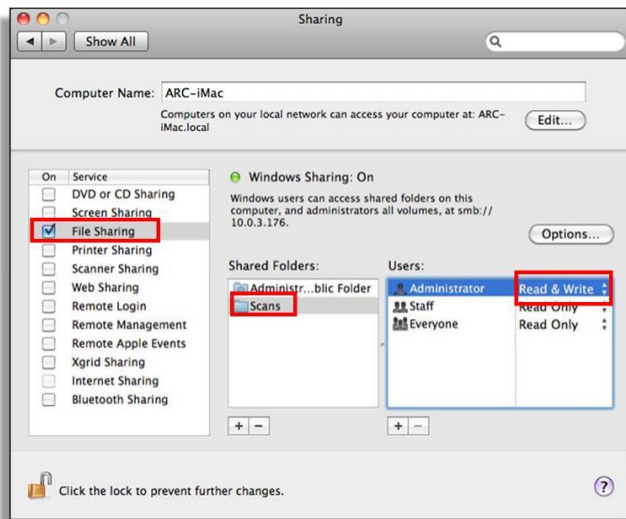 Sharing
Show All
Computer Name: ARC-iMac
Computers on your local network can access your computer at: ARC-
iMac.local
Edit...
On Service
DVD or CD Sharing
Screen Sharing
File Sharing
Printer Sharing
Scanner Sharing
Web Sharing
Remote Login
Remote Management
Remote Apple Events
Xgrid Sharing
Internet Sharing
Bluetooth Sharing
Windows Sharing: On
Windows users can access shared folders on this
computer, and administrators all volumes, at smb://
10.0.3.176.
Options...
Shared Folders:
Administr...blic Folder
Scans
+ −
Users:
Administrator Read & Write
Staff Read Only
Everyone Read Only
+ −
Click the lock to prevent further changes.
?